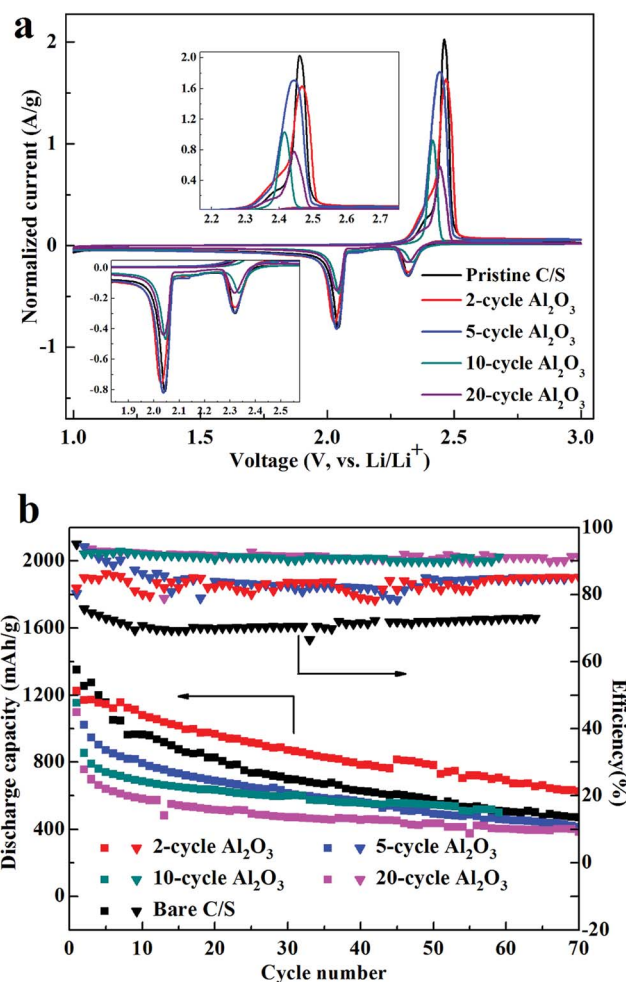 a
Normalized current (A/g)
2
1
0
-1
2.0
1.6
1.2
0.8
0.4
2.2 2.3 2.4 2.5 2.6 2.7
0.0
-0.2
-0.4
-0.6
-0.8
1.9 2.0 2.1 2.2 2.3 2.4 2.5
Pristine C/S
2-cycle Al₂O₃
5-cycle Al₂O₃
10-cycle Al₂O₃
20-cycle Al₂O₃
1.0 1.5 2.0 2.5 3.0
Voltage (V, vs. Li/Li⁺)
b
Discharge capacity (mAh/g)
2000
1600
1200
800
400
0
100
80
60
40
20
0
-20
Efficiency(%)
2-cycle Al₂O₃ 5-cycle Al₂O₃
10-cycle Al₂O₃ 20-cycle Al₂O₃
Bare C/S
0 10 20 30 40 50 60 70
Cycle number